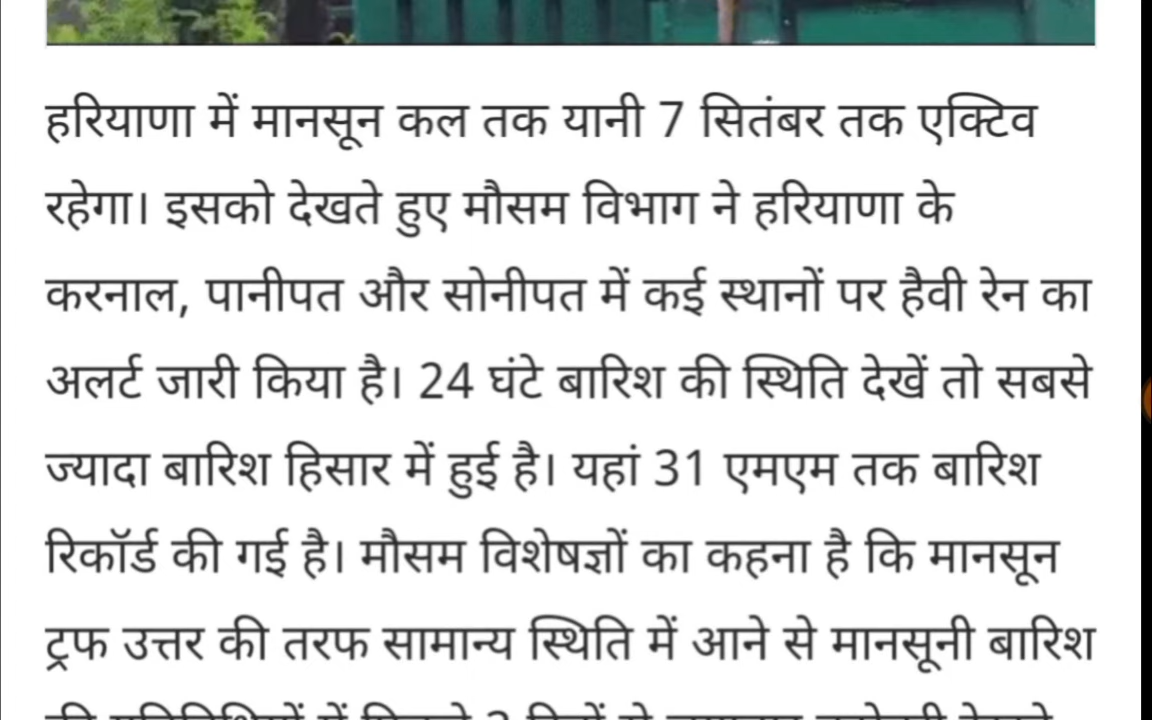 हरियाणा में मानसून कल तक यानी 7 सितंबर तक एक्टिव
रहेगा। इसको देखते हुए मौसम विभाग ने हरियाणा के
करनाल, पानीपत और सोनीपत में कई स्थानों पर हैवी रेन का
अलर्ट जारी किया है। 24 घंटे बारिश की स्थिति देखें तो सबसे
ज्यादा बारिश हिसार में हुई है। यहां 31 एमएम तक बारिश
रिकॉर्ड की गई है। मौसम विशेषज्ञों का कहना है कि मानसून
ट्रफ उत्तर की तरफ सामान्य स्थिति में आने से मानसूनी बारिश